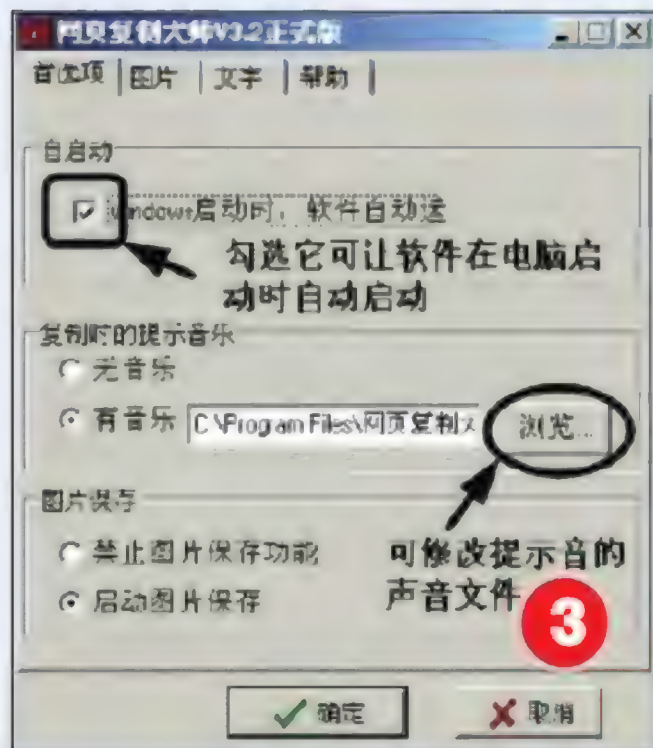 网页复制大师V3.2正式版
首选项 图片 文字 帮助
自启动
windows启动时，软件自动运
勾选它可让软件在电脑启
动时自动启动
复制时的提示音乐
无音乐
有音乐 C:\Program Files\网页复制大 浏览...
图片保存
禁止图片保存功能
启动图片保存
可修改提示音的
声音文件
3
确定 取消